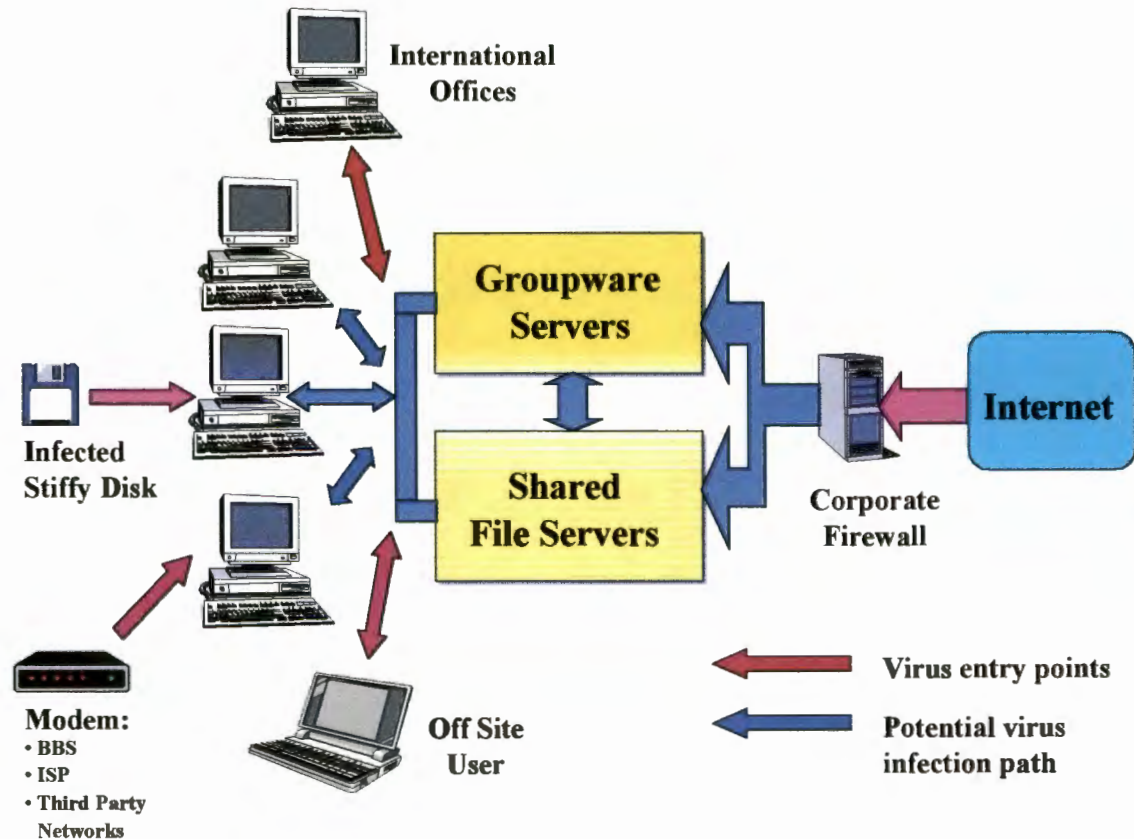 International
Offices
Groupware
Servers
Infected
Stiffy Disk
Shared
File Servers
Corporate
Firewall
Internet
Modem:
• BBS
• ISP
• Third Party
Networks
Off Site
User
Virus entry points
Potential virus
infection path